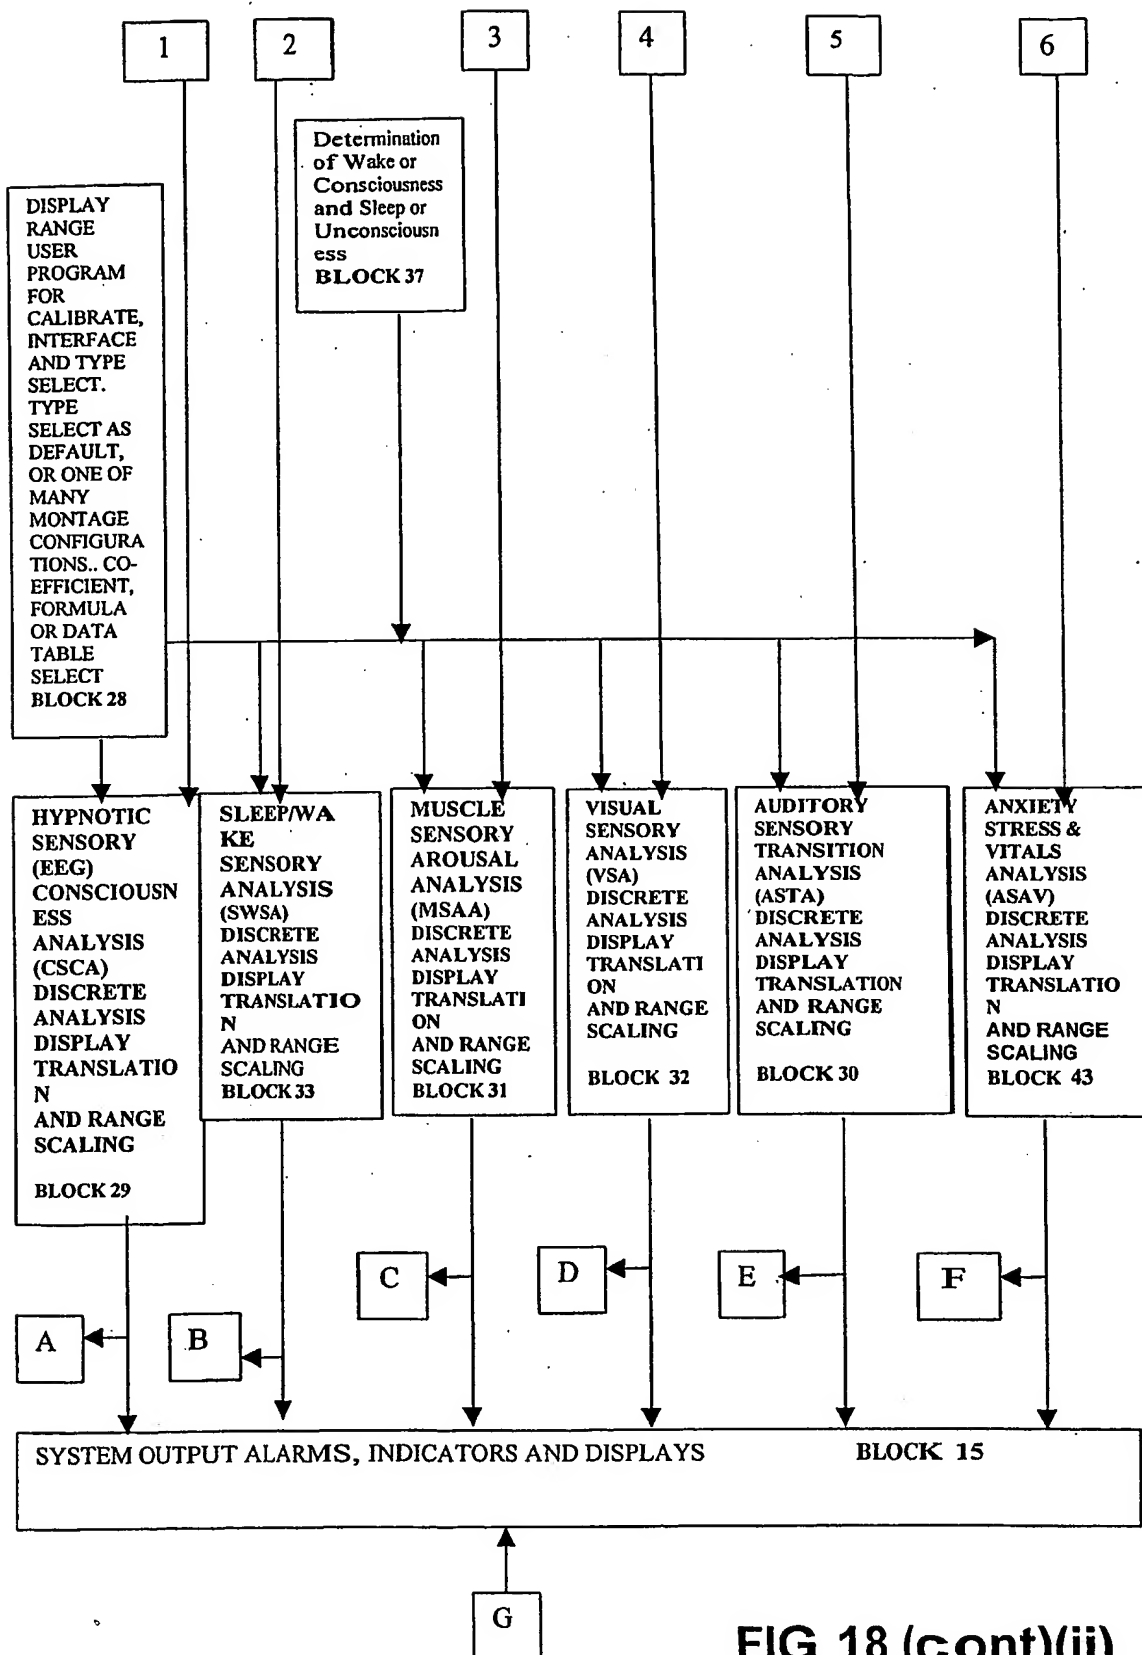 1
2
3
4
5
6
Determination
of Wake or
Consciousness
and Sleep or
Unconsciousn
ess
BLOCK 37
DISPLAY
RANGE
USER
PROGRAM
FOR
CALIBRATE,
INTERFACE
AND TYPE
SELECT.
TYPE
SELECT AS
DEFAULT,
OR ONE OF
MANY
MONTAGE
CONFIGURA
TIONS.. CO-
EFFICIENT,
FORMULA
OR DATA
TABLE
SELECT
BLOCK 28
HYPNOTIC
SENSORY
(EEG)
CONSCIOUSN
ESS
ANALYSIS
(CSCA)
DISCRETE
ANALYSIS
DISPLAY
TRANSLATIO
N
AND RANGE
SCALING
BLOCK 29
SLEEP/WA
KE
SENSORY
ANALYSIS
(SWSA)
DISCRETE
ANALYSIS
DISPLAY
TRANSLATIO
N
AND RANGE
SCALING
BLOCK 33
MUSCLE
SENSORY
AROUSAL
ANALYSIS
(MSAA)
DISCRETE
ANALYSIS
DISPLAY
TRANSLATI
ON
AND RANGE
SCALING
BLOCK 31
VISUAL
SENSORY
ANALYSIS
(VSA)
DISCRETE
ANALYSIS
DISPLAY
TRANSLATI
ON
AND RANGE
SCALING
BLOCK 32
AUDITORY
SENSORY
TRANSITION
ANALYSIS
(ASTA)
DISCRETE
ANALYSIS
DISPLAY
TRANSLATION
AND RANGE
SCALING
BLOCK 30
ANXIETY
STRESS &
VITALS
ANALYSIS
(ASAV)
DISCRETE
ANALYSIS
DISPLAY
TRANSLATIO
N
AND RANGE
SCALING
BLOCK 43
A
B
C
D
E
F
SYSTEM OUTPUT ALARMS, INDICATORS AND DISPLAYS BLOCK 15
G
FIG 18 (cont)(ii)